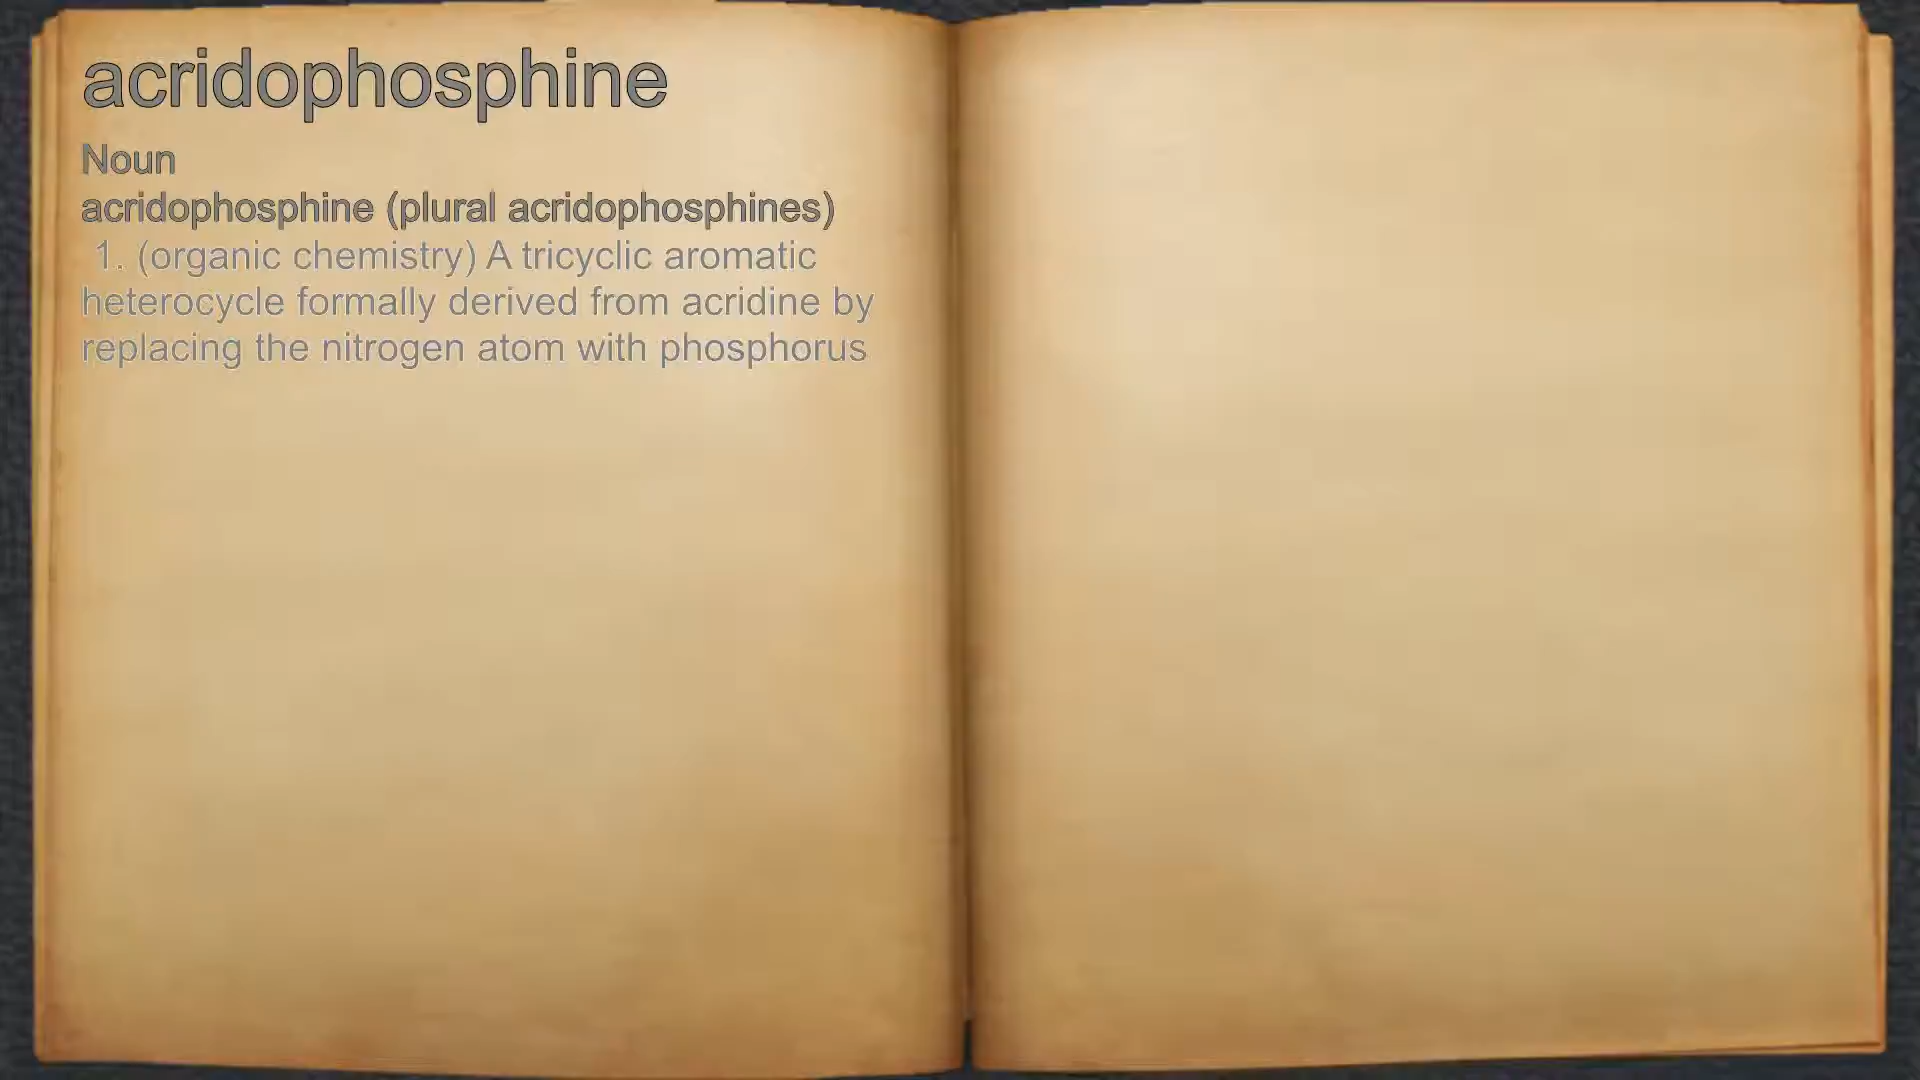 acridophosphine
Noun
acridophosphine (plural acridophosphines)
1. (organic chemistry) A tricyclic aromatic
heterocycle formally derived from acridine by
replacing the nitrogen atom with phosphorus